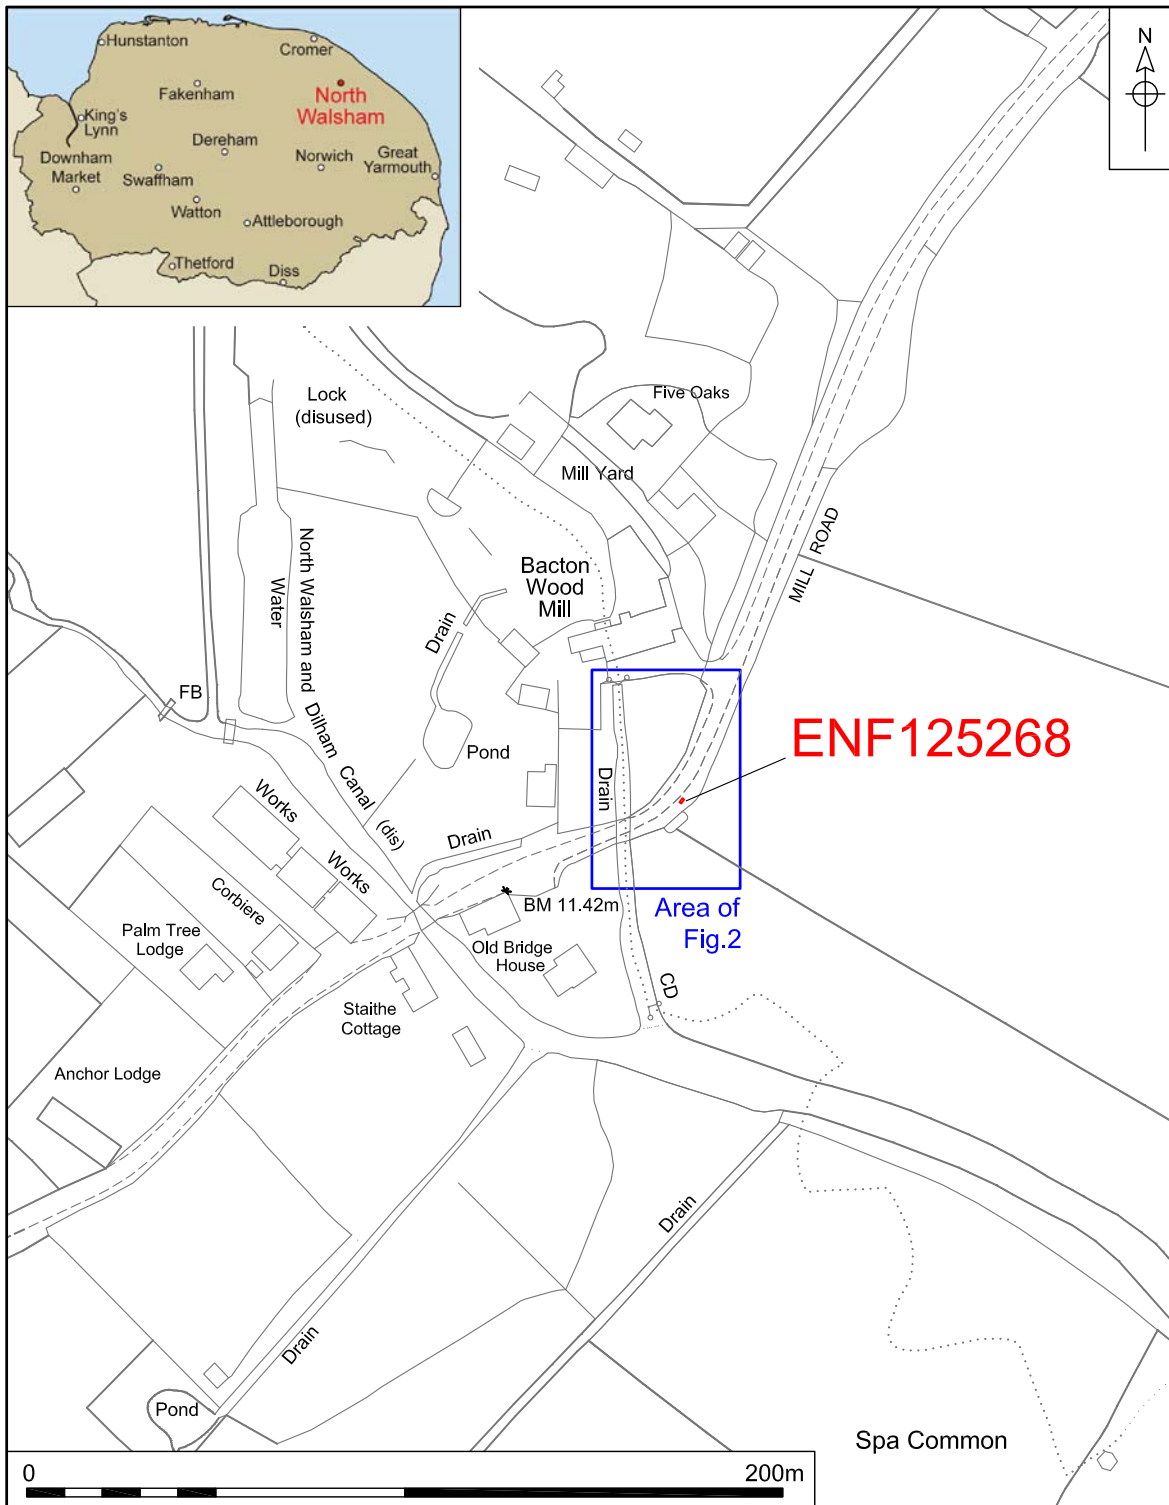 Hunstanton
Cromer
Fakenham
North
Walsham
King's
Lynn
Dereham
Downham
Market
Swaffham
Norwich
Great
Yarmouth
Watton
Attleborough
Thetford
Diss
N
Lock
(disused)
Five Oaks
Mill Yard
MILL ROAD
Bacton
Wood
Mill
North Walsham and Dilham Canal (dis)
Water
Drain
FB
Pond
ENF125268
Drain
Works
Drain
Works
BM 11.42m
Area of
Fig.2
Corbiere
Palm Tree
Lodge
Old Bridge
House
CD
Staithe
Cottage
Anchor Lodge
Drain
Drain
Pond
Spa Common
0
200m